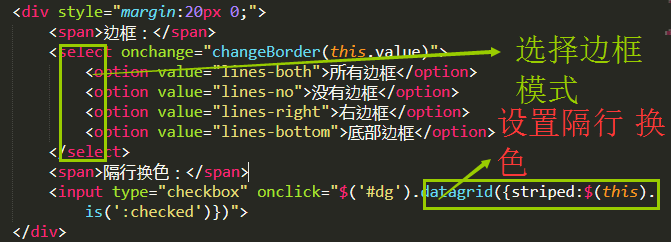 <div style="margin:20px 0;">
<span>边框：</span>
<select onchange="changeBorder(this.value)">
<option value="lines-both">所有边框</option>
<option value="lines-no">没有边框</option>
<option value="lines-right">右边框</option>
<option value="lines-bottom">底部边框</option>
</select>
<span>隔行换色：</span>
<input type="checkbox" onclick="$('#dg').datagrid({striped:$(this).
is(':checked')})">
</div>
选择边框
模式
设置隔行 换
色